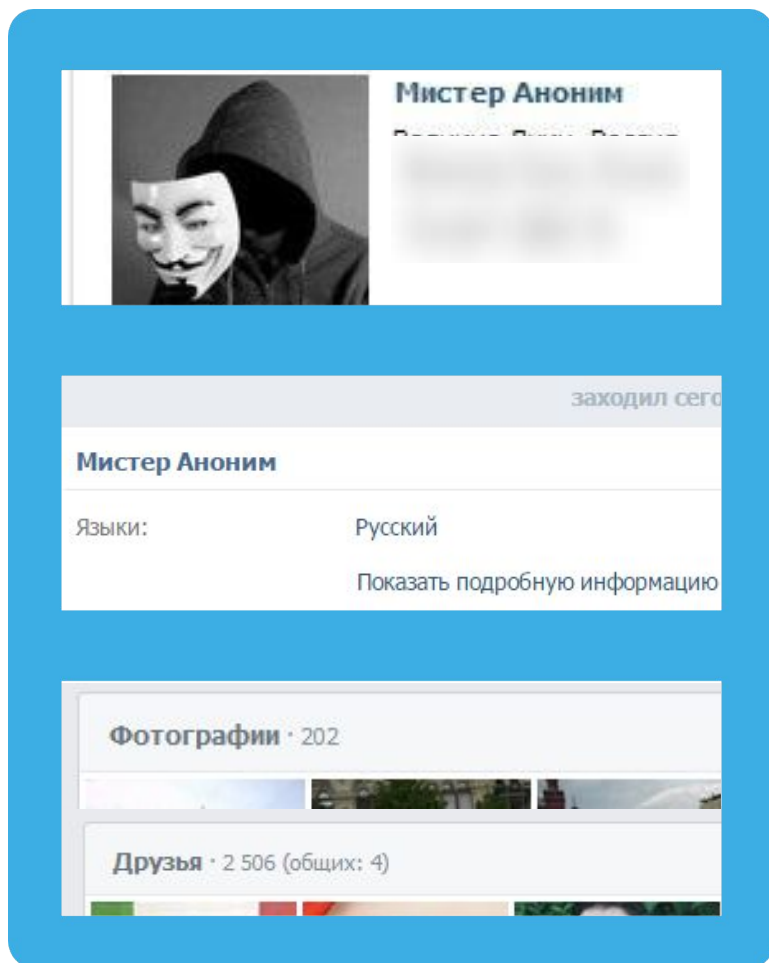 Мистер Аноним
заходил сего
Мистер Аноним
Языки: Русский
Показать подробную информацию
Фотографии · 202
Друзья · 2 506 (общих: 4)